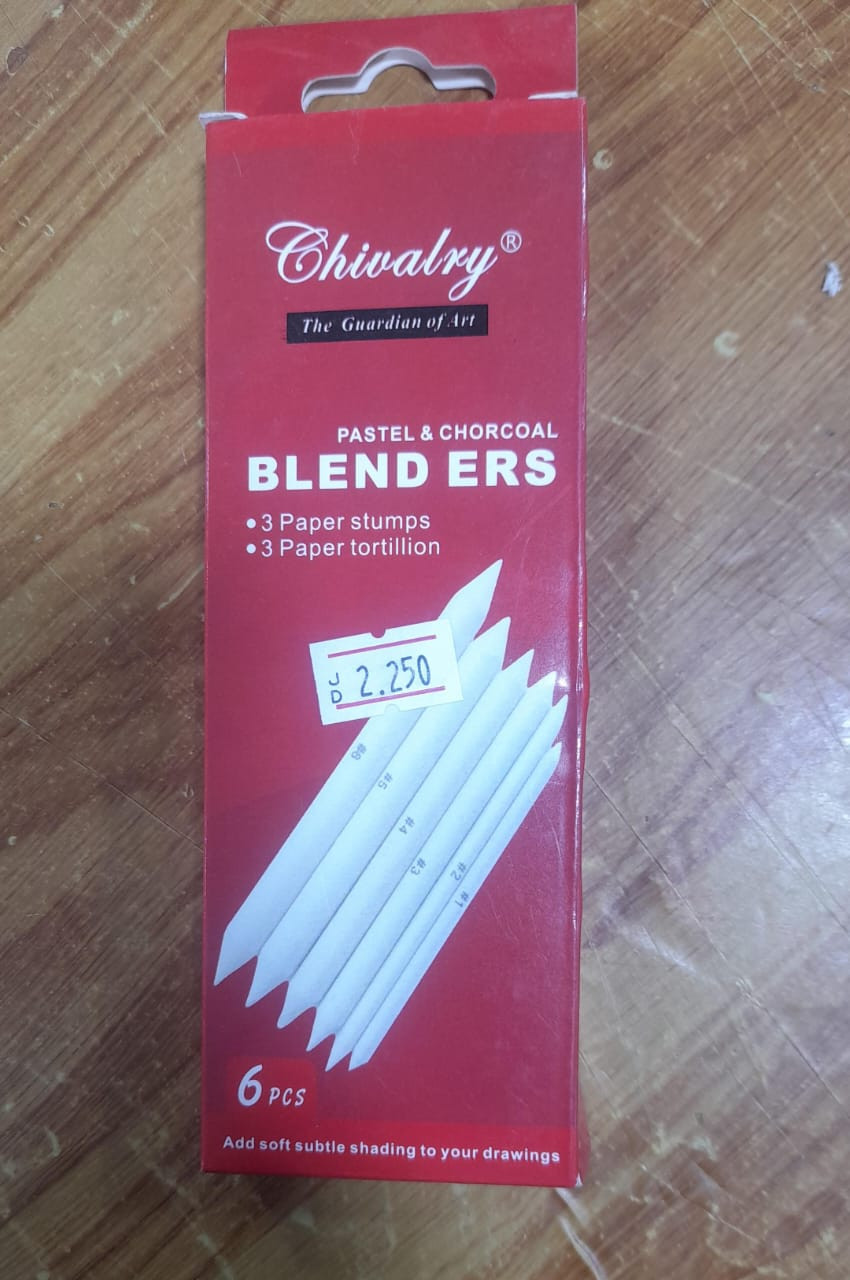 Chivalry®
The Guardian of Art
PASTEL & CHORCOAL
BLEND ERS
• 3 Paper stumps
• 3 Paper tortillion
JD 2.250
#6
#5
#4
#3
#2
#1
6 PCS
Add soft subtle shading to your drawings